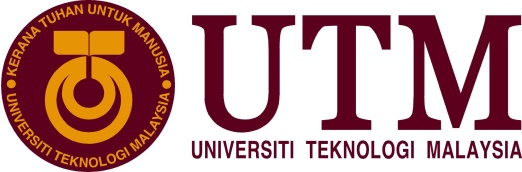 • KERANA TUHAN UNTUK MANUSIA •
UNIVERSITI TEKNOLOGI MALAYSIA
UTM
UNIVERSITI TEKNOLOGI MALAYSIA